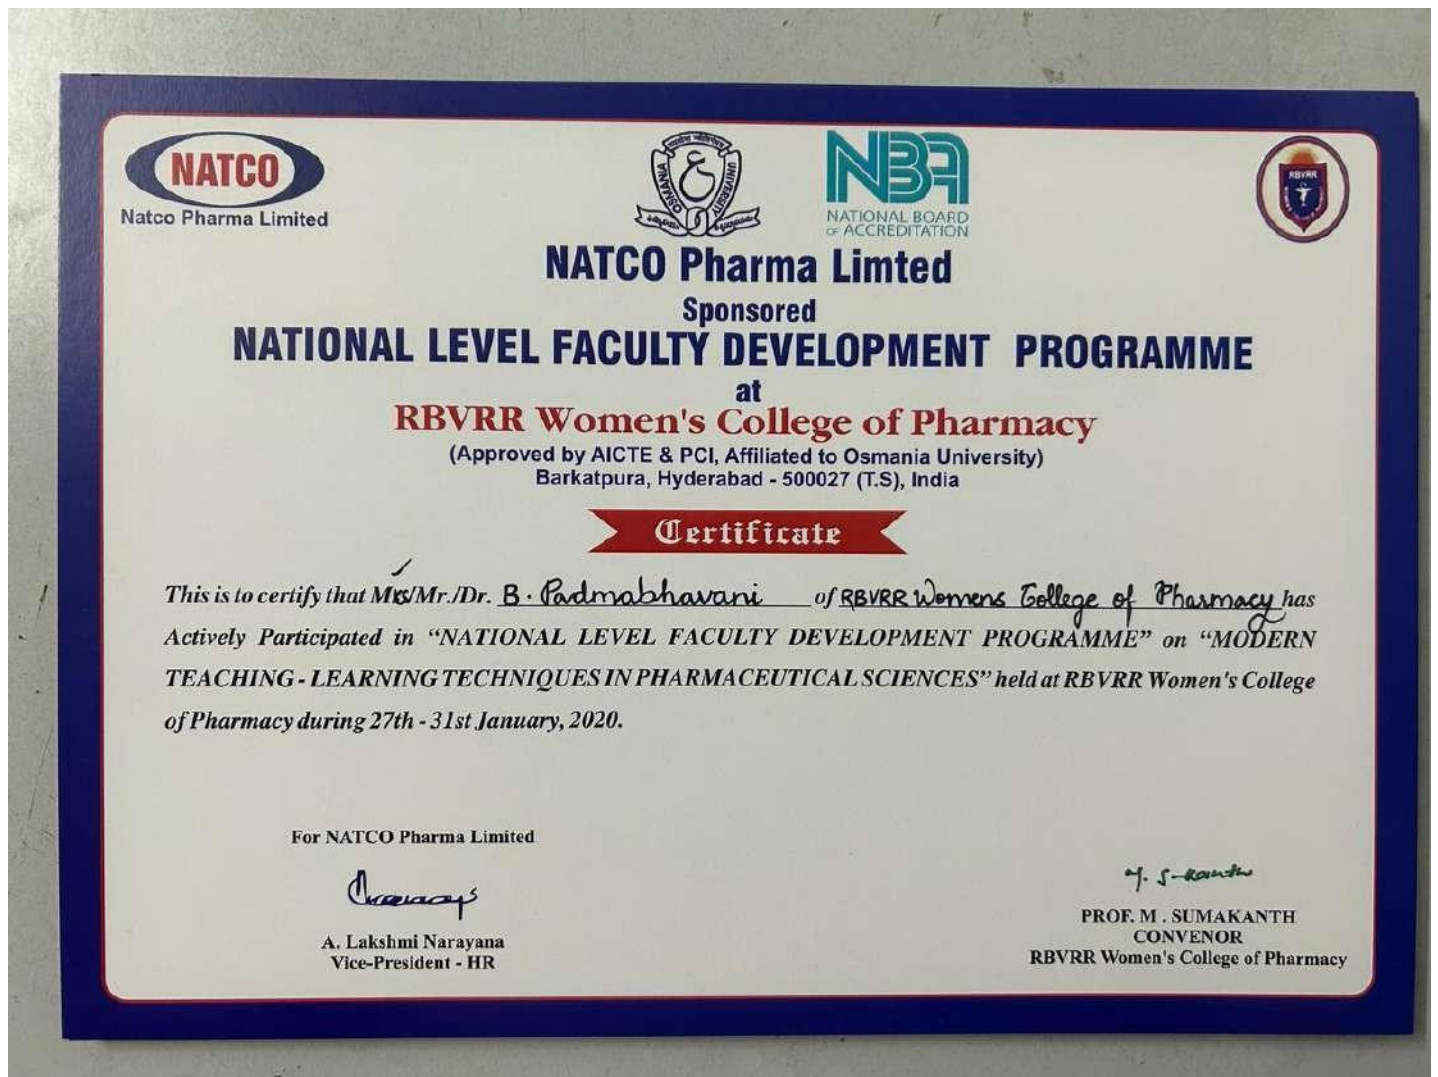 NATCO
Natco Pharma Limited
OSMANIA UNIVERSITY
NBA
NATIONAL BOARD
OF ACCREDITATION
RBVRR
NATCO Pharma Limted
Sponsored
NATIONAL LEVEL FACULTY DEVELOPMENT PROGRAMME
at
RBVRR Women's College of Pharmacy
(Approved by AICTE & PCI, Affiliated to Osmania University)
Barkatpura, Hyderabad - 500027 (T.S), India
Certificate
This is to certify that Mrs/Mr./Dr. B. Padmabhavani of RBVRR Womens College of Pharmacy has
Actively Participated in “NATIONAL LEVEL FACULTY DEVELOPMENT PROGRAMME” on “MODERN
TEACHING - LEARNING TECHNIQUES IN PHARMACEUTICAL SCIENCES” held at RBVRR Women's College
of Pharmacy during 27th - 31st January, 2020.
For NATCO Pharma Limited
A. Lakshmi Narayana
Vice-President - HR
PROF. M . SUMAKANTH
CONVENOR
RBVRR Women's College of Pharmacy